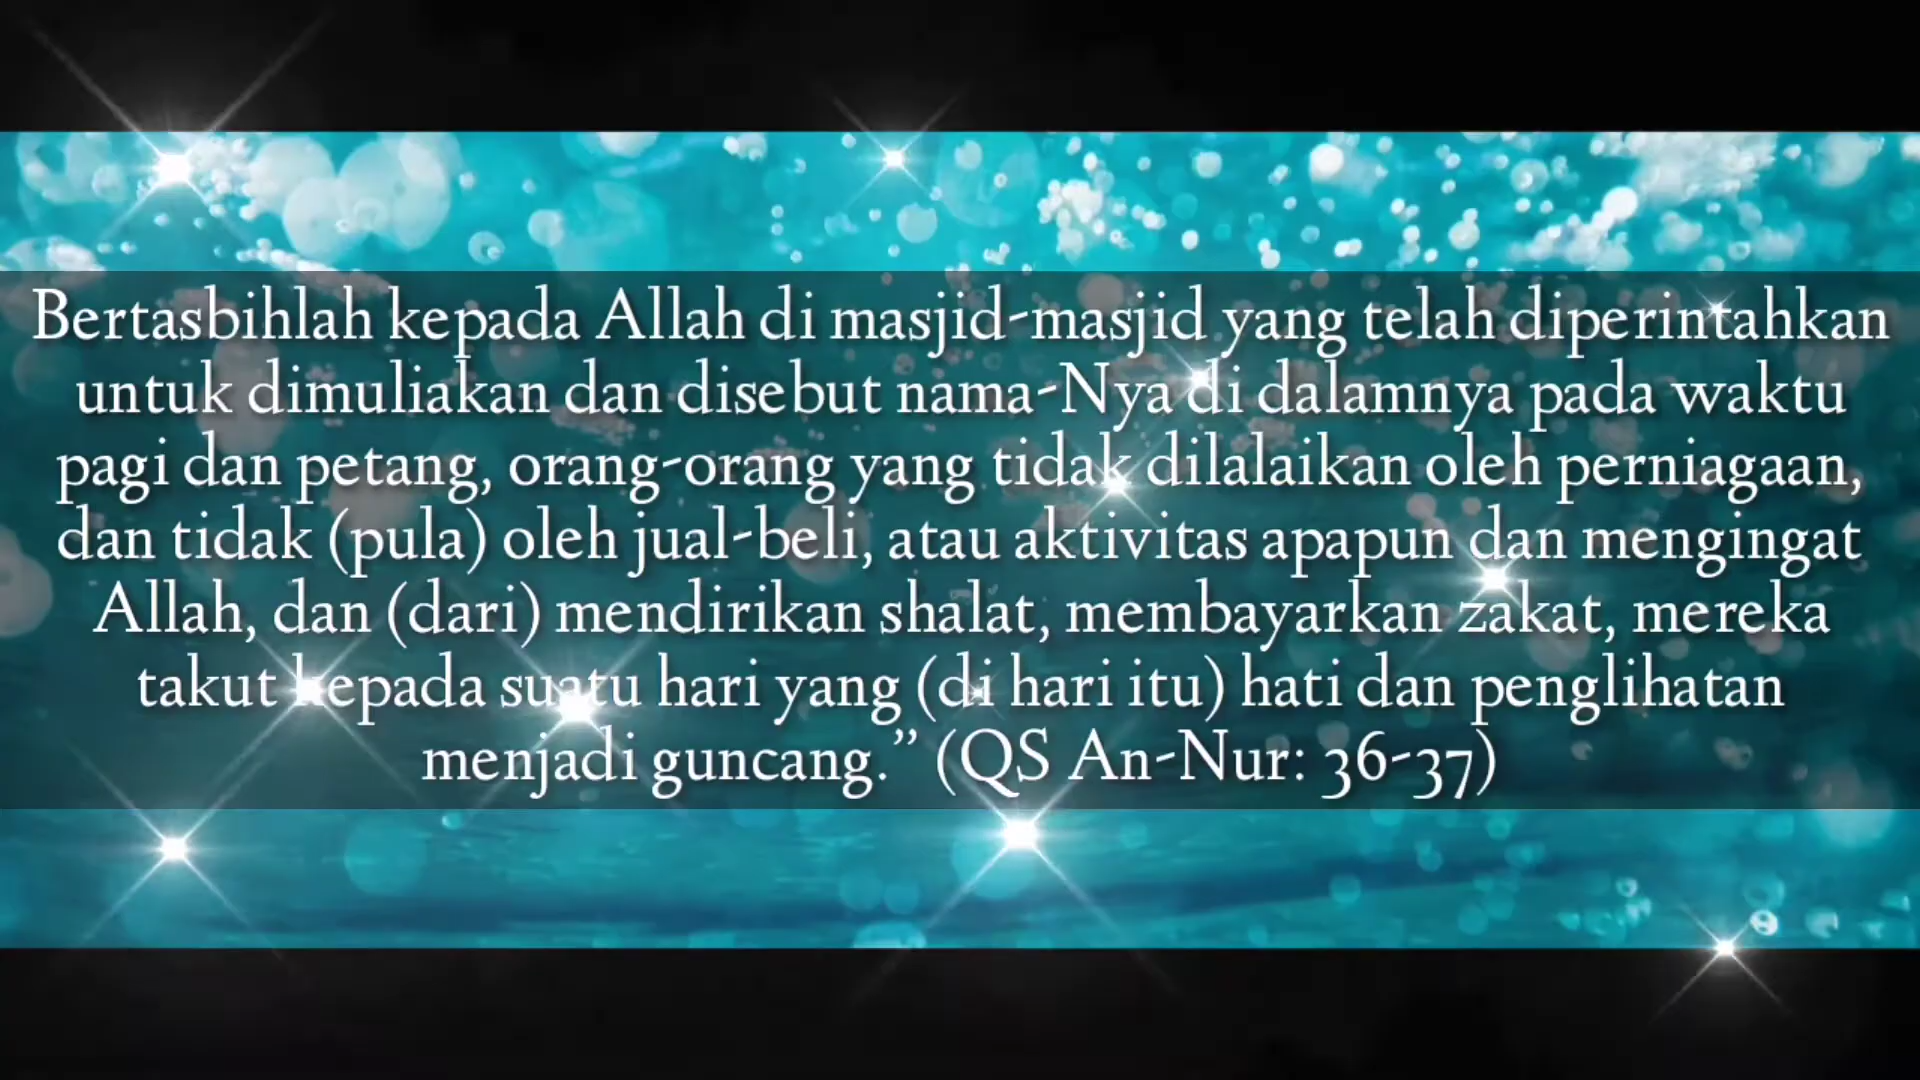 Bertasbihlah kepada Allah di masjid-masjid yang telah diperintahkan
untuk dimuliakan dan disebut nama-Nya di dalamnya pada waktu
pagi dan petang, orang-orang yang tidak dilalaikan oleh perniagaan,
dan tidak (pula) oleh jual-beli, atau aktivitas apapun dan mengingat
Allah, dan (dari) mendirikan shalat, membayarkan zakat, mereka
takut kepada suatu hari yang (di hari itu) hati dan penglihatan
menjadi guncang.” (QS An-Nur: 36-37)